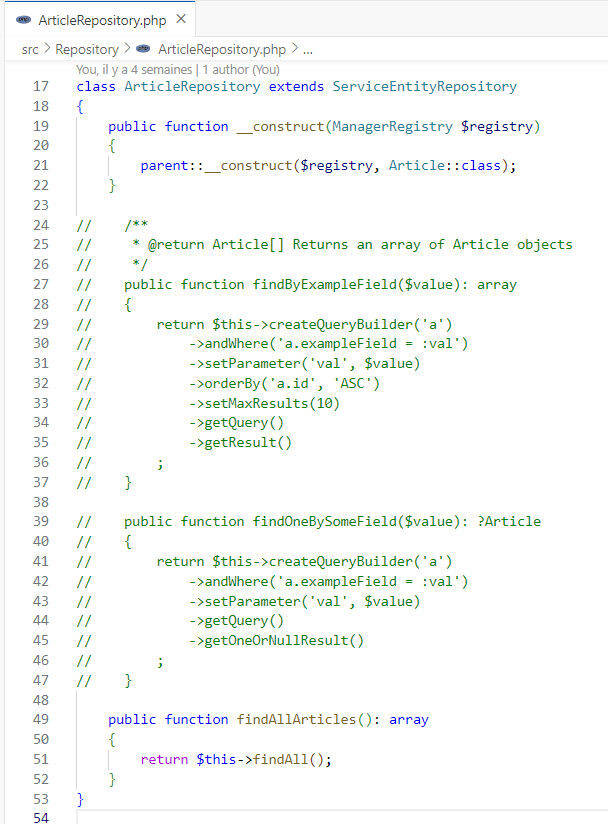 ArticleRepository.php ×
src > Repository > ArticleRepository.php > ...
You, il y a 4 semaines | 1 author (You)
17 class ArticleRepository extends ServiceEntityRepository
18 {
19     public function __construct(ManagerRegistry $registry)
20     {
21         parent::__construct($registry, Article::class);
22     }
23
24 //    /**
25 //     * @return Article[] Returns an array of Article objects
26 //     */
27 //    public function findByExampleField($value): array
28 //    {
29 //        return $this->createQueryBuilder('a')
30 //            ->andWhere('a.exampleField = :val')
31 //            ->setParameter('val', $value)
32 //            ->orderBy('a.id', 'ASC')
33 //            ->setMaxResults(10)
34 //            ->getQuery()
35 //            ->getResult()
36 //        ;
37 //    }
38
39 //    public function findOneBySomeField($value): ?Article
40 //    {
41 //        return $this->createQueryBuilder('a')
42 //            ->andWhere('a.exampleField = :val')
43 //            ->setParameter('val', $value)
44 //            ->getQuery()
45 //            ->getOneOrNullResult()
46 //        ;
47 //    }
48
49     public function findAllArticles(): array
50     {
51         return $this->findAll();
52     }
53 }
54